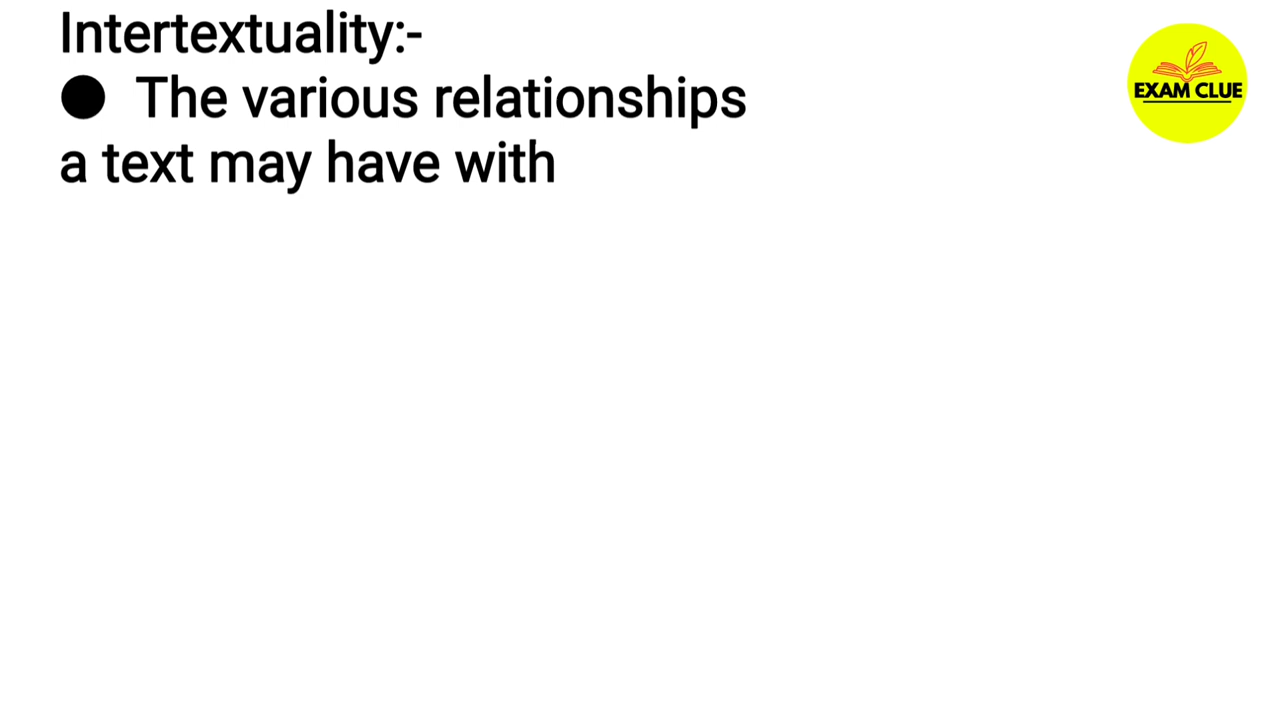 Intertextuality:-
● The various relationships
a text may have with
EXAM CLUE